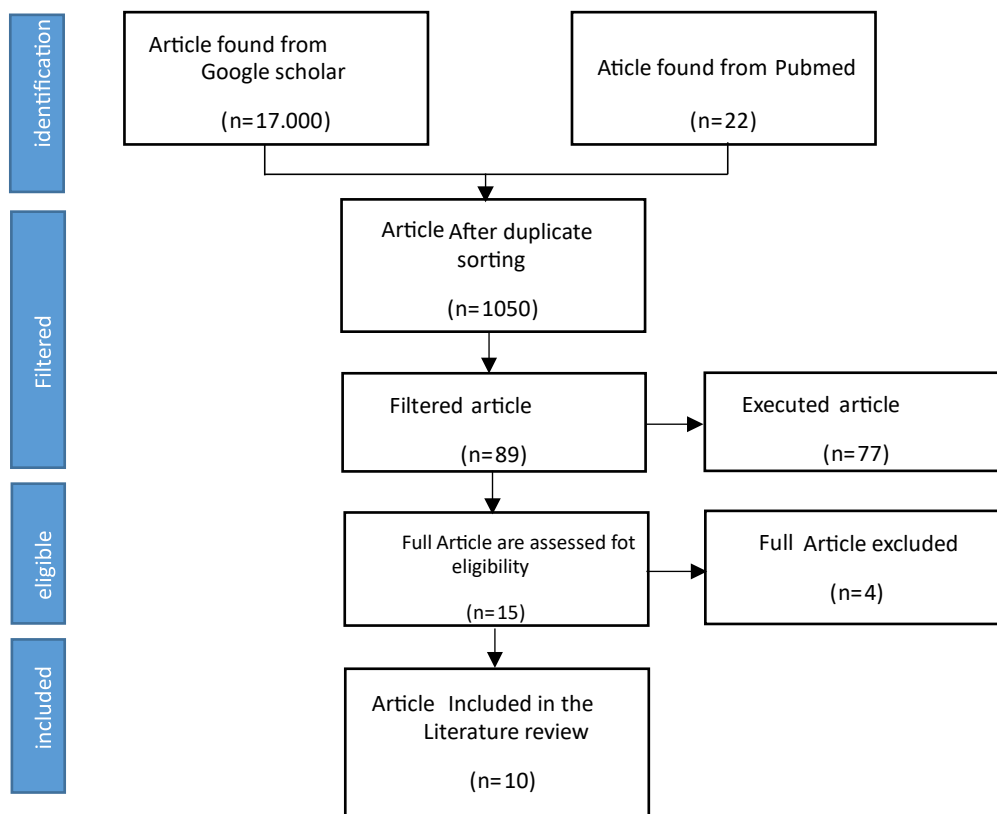 identification
Article found from
Google scholar
(n=17.000)
Aticle found from Pubmed
(n=22)
Filtered
Article After duplicate
sorting
(n=1050)
Filtered article
(n=89)
Executed article
(n=77)
eligible
Full Article are assessed fot
eligibility
(n=15)
Full Article excluded
(n=4)
included
Article Included in the
Literature review
(n=10)